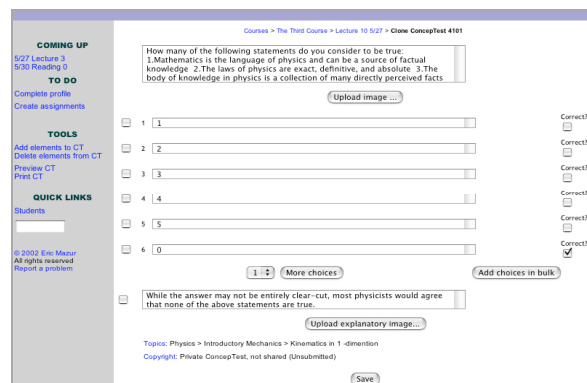 Courses > The Third Course > Lecture 10 5/27 > Clone ConcepTest 4101
COMING UP
5/27 Lecture 3
5/30 Reading 0
TO DO
Complete profile
Create assignments
TOOLS
Add elements to CT
Delete elements from CT
Preview CT
Print CT
QUICK LINKS
Students
© 2002 Eric Mazur
All rights reserved
Report a problem
How many of the following statements do you consider to be true:
1.Mathematics is the language of physics and can be a source of factual
knowledge 2.The laws of physics are exact, definitive, and absolute 3.The
body of knowledge in physics is a collection of many directly perceived facts
Upload image ...
Correct?
1 1
Correct?
2 2
Correct?
3 3
Correct?
4 4
Correct?
5 5
Correct?
6 0
1 More choices Add choices in bulk
While the answer may not be entirely clear-cut, most physicists would agree
that none of the above statements are true.
Upload explanatory image...
Topics: Physics > Introductory Mechanics > Kinematics in 1 -dimention
Copyright: Private ConcepTest, not shared (Unsubmitted)
Save